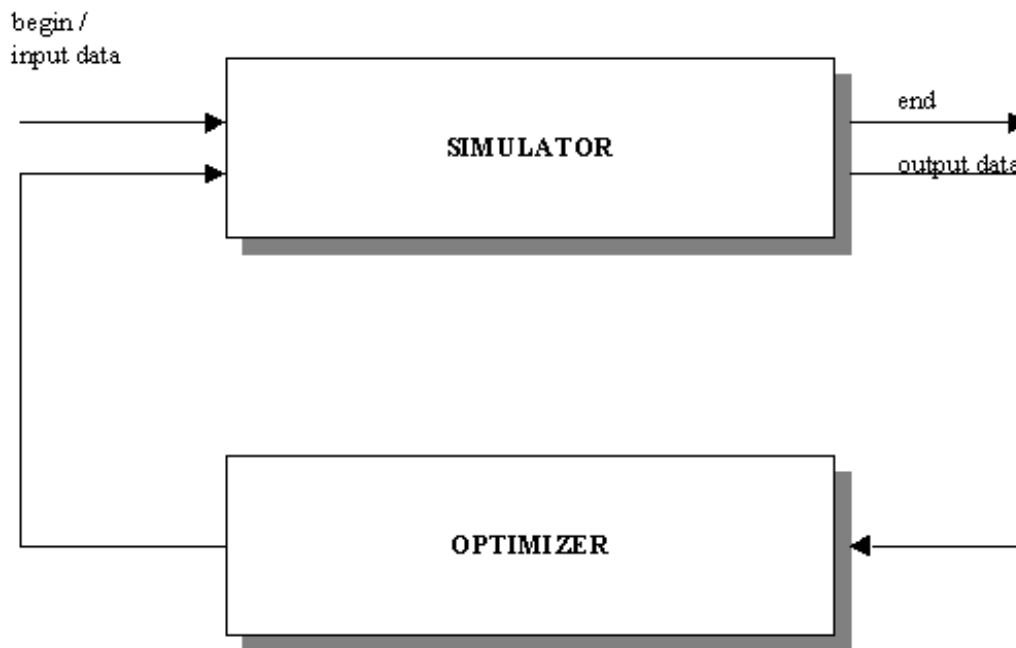 begin /
input data
SIMULATOR
end
output data
OPTIMIZER